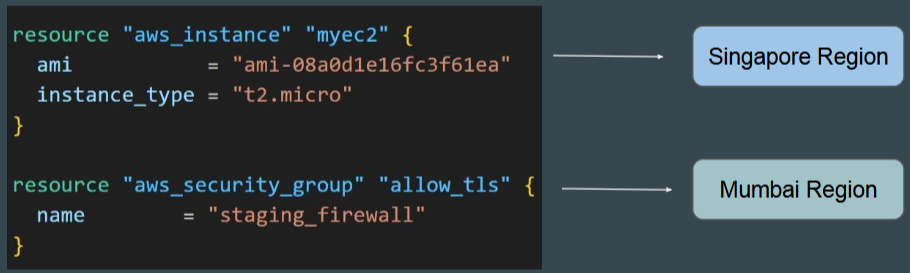 resource "aws_instance" "myec2" {
  ami           = "ami-08a0d1e16fc3f61ea"
  instance_type = "t2.micro"
}
Singapore Region
resource "aws_security_group" "allow_tls" {
  name        = "staging_firewall"
}
Mumbai Region